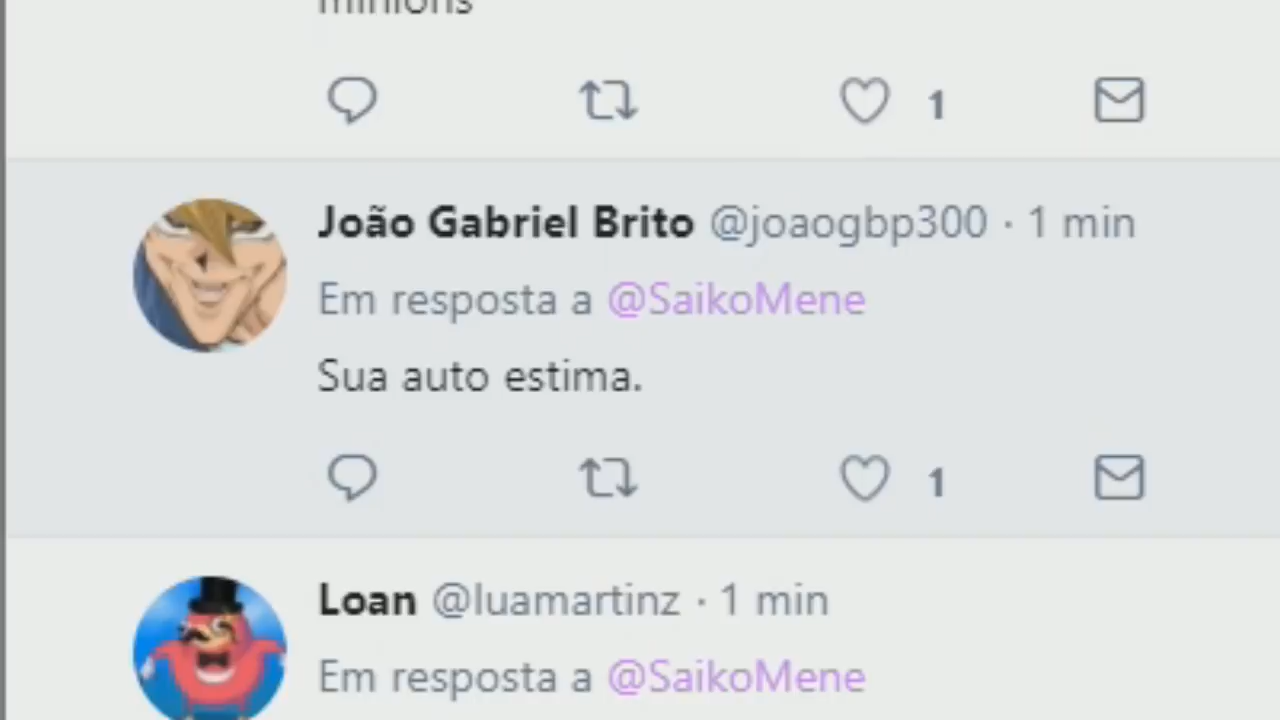 minions
1
João Gabriel Brito @joaogbp300 · 1 min
Em resposta a @SaikoMene
Sua auto estima.
1
Loan @luamartinz · 1 min
Em resposta a @SaikoMene